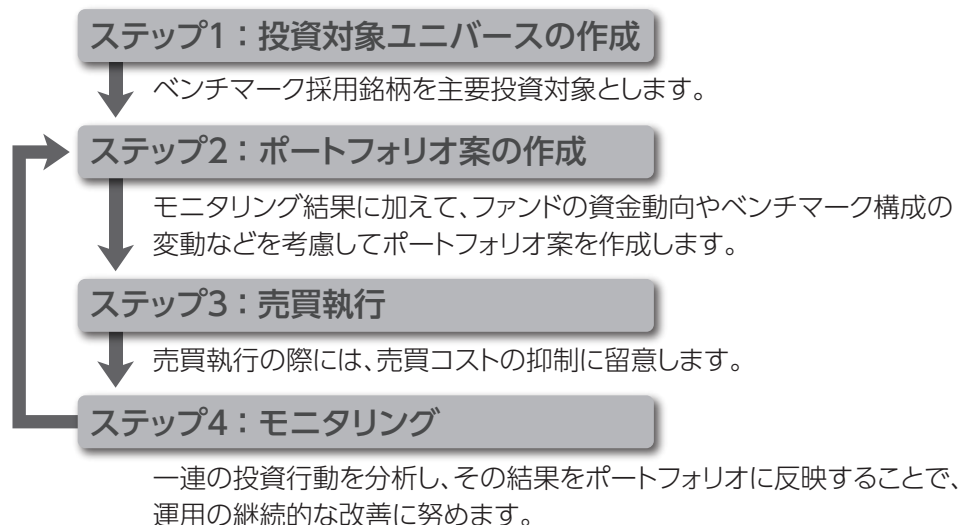 ステップ1：投資対象ユニバースの作成
ベンチマーク採用銘柄を主要投資対象とします。
ステップ2：ポートフォリオ案の作成
モニタリング結果に加えて、ファンドの資金動向やベンチマーク構成の
変動などを考慮してポートフォリオ案を作成します。
ステップ3：売買執行
売買執行の際には、売買コストの抑制に留意します。
ステップ4：モニタリング
一連の投資行動を分析し、その結果をポートフォリオに反映することで、
運用の継続的な改善に努めます。